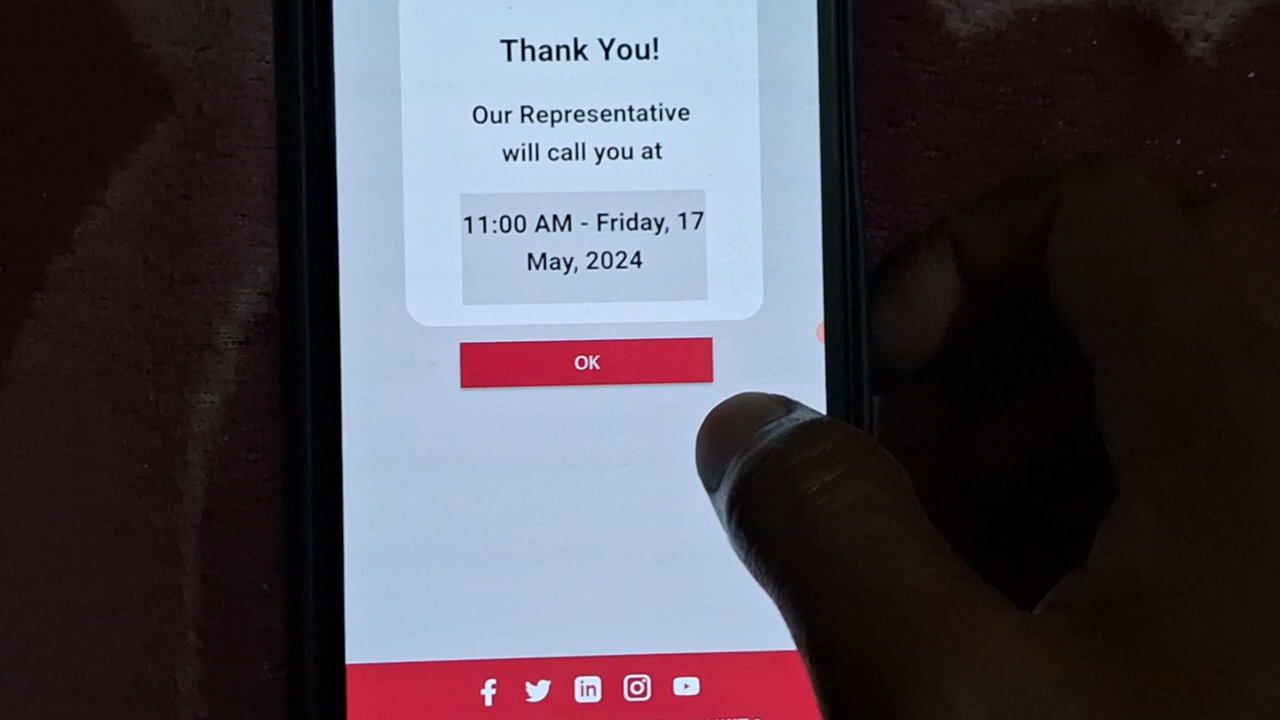 Thank You!
Our Representative
will call you at
11:00 AM - Friday, 17
May, 2024
OK